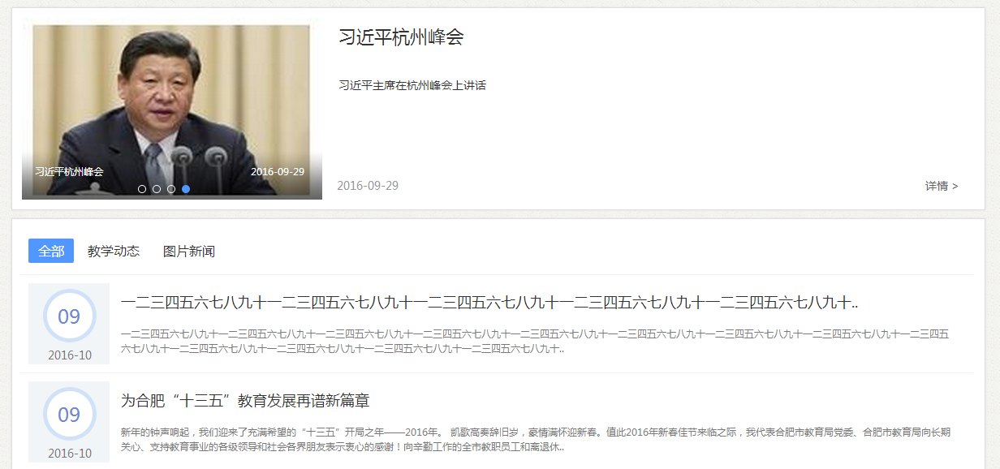 习近平杭州峰会
习近平主席在杭州峰会上讲话
习近平杭州峰会 2016-09-29
2016-09-29 详情 >
全部 教学动态 图片新闻
09
2016-10
一二三四五六七八九十一二三四五六七八九十一二三四五六七八九十一二三四五六七八九十一二三四五六七八九十..
一二三四五六七八九十一二三四五六七八九十一二三四五六七八九十一二三四五六七八九十一二三四五六七八九十一二三四五六七八九十一二三四五六七八九十一二三四五六七八九十一二三四五
六七八九十一二三四五六七八九十一二三四五六七八九十一二三四五六七八九十一二三四五六七八九十..
09
2016-10
为合肥“十三五”教育发展再谱新篇章
新年的钟声响起，我们迎来了充满希望的“十三五”开局之年——2016年。 凯歌高奏辞旧岁，豪情满怀迎新春。值此2016年新春佳节来临之际，我代表合肥市教育局党委、合肥市教育局向长期
关心、支持教育事业的各级领导和社会各界朋友表示衷心的感谢！向辛勤工作的全市教职员工和离退休..